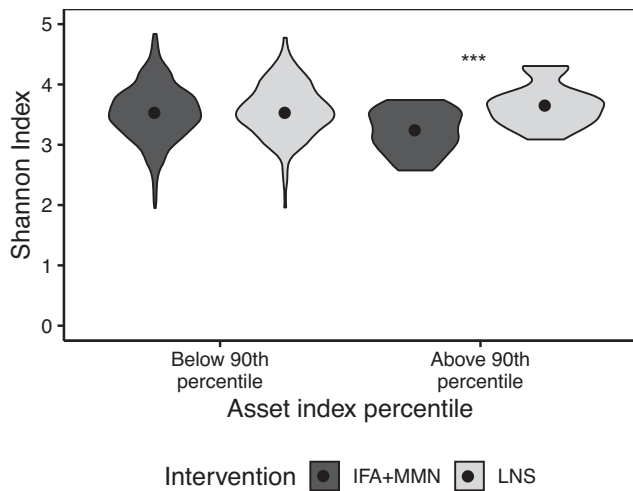 5
4
3
2
1
0
Shannon Index
***
Below 90th
percentile
Above 90th
percentile
Asset index percentile
Intervention IFA+MMN LNS